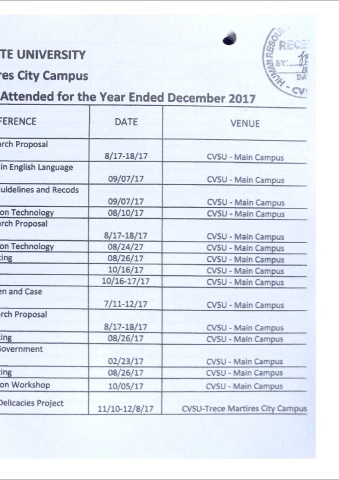 TE UNIVERSITY
res City Campus
Attended for the Year Ended December 2017
HUMAN RESOU
RECE
BY:
DA
CV
FERENCE DATE VENUE
arch Proposal
8/17-18/17 CVSU - Main Campus
in English Language
09/07/17 CVSU - Main Campus
uidelines and Recods
09/07/17 CVSU - Main Campus
on Technology 08/10/17 CVSU - Main Campus
arch Proposal
8/17-18/17 CVSU - Main Campus
on Technology 08/24/27 CVSU - Main Campus
ting 08/26/17 CVSU - Main Campus
10/16/17 CVSU - Main Campus
10/16-17/17 CVSU - Main Campus
en and Case
7/11-12/17 CVSU - Main Campus
arch Proposal
8/17-18/17 CVSU - Main Campus
ing 08/26/17 CVSU - Main Campus
Government
02/23/17 CVSU - Main Campus
ting 08/26/17 CVSU - Main Campus
on Workshop 10/05/17 CVSU - Main Campus
Delicacies Project
11/10-12/8/17 CVSU-Trece Martires City Campus